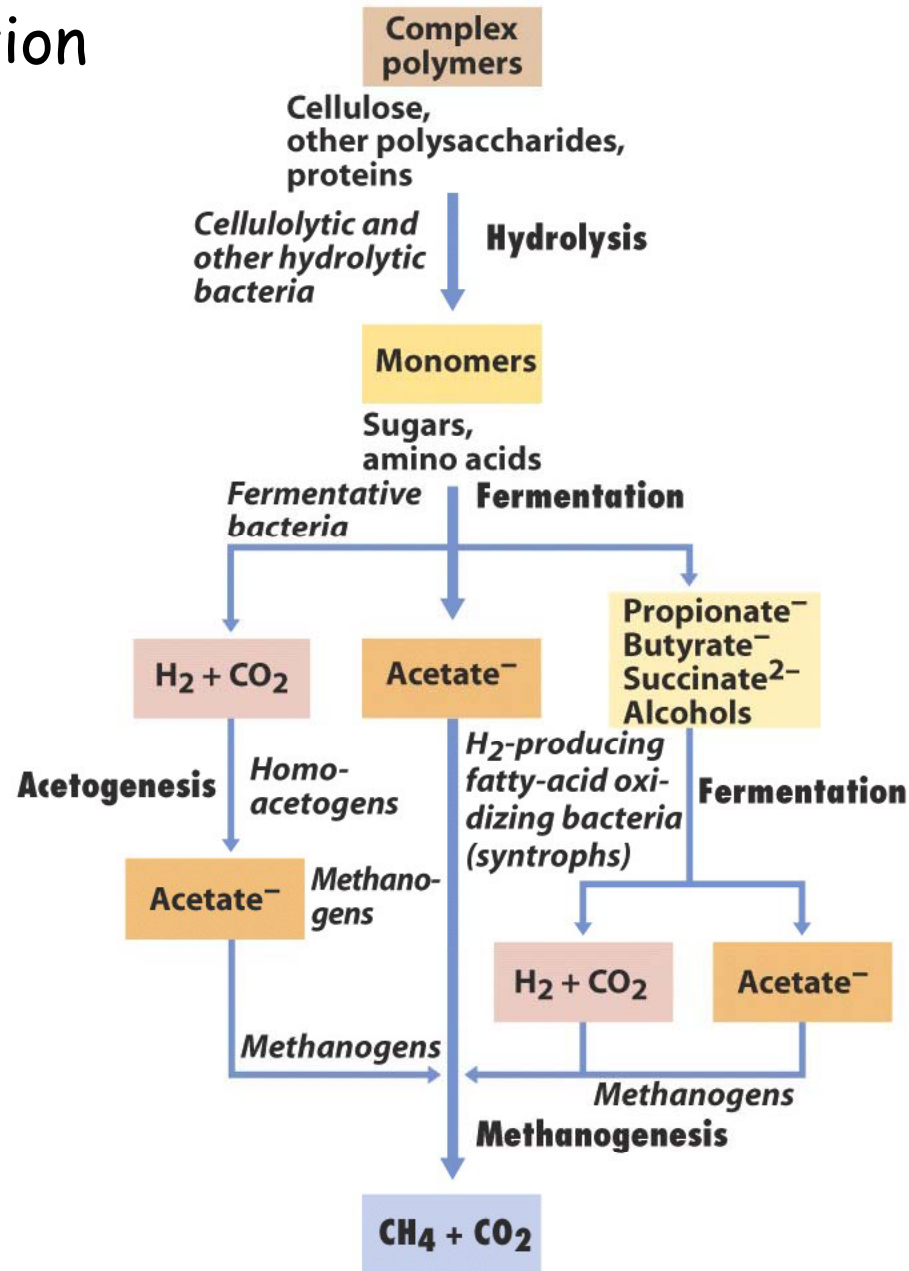 Complex
polymers
Cellulose,
other polysaccharides,
proteins
Cellulolytic and
other hydrolytic
bacteria
Hydrolysis
Monomers
Sugars,
amino acids
Fermentative
bacteria
Fermentation
H₂ + CO₂
Acetate⁻
Propionate⁻
Butyrate⁻
Succinate²⁻
Alcohols
Acetogenesis
Homo-
acetogens
H₂-producing
fatty-acid oxi-
dizing bacteria
(syntrophs)
Fermentation
Acetate⁻
Methano-
gens
H₂ + CO₂
Acetate⁻
Methanogens
Methanogens
Methanogenesis
CH₄ + CO₂